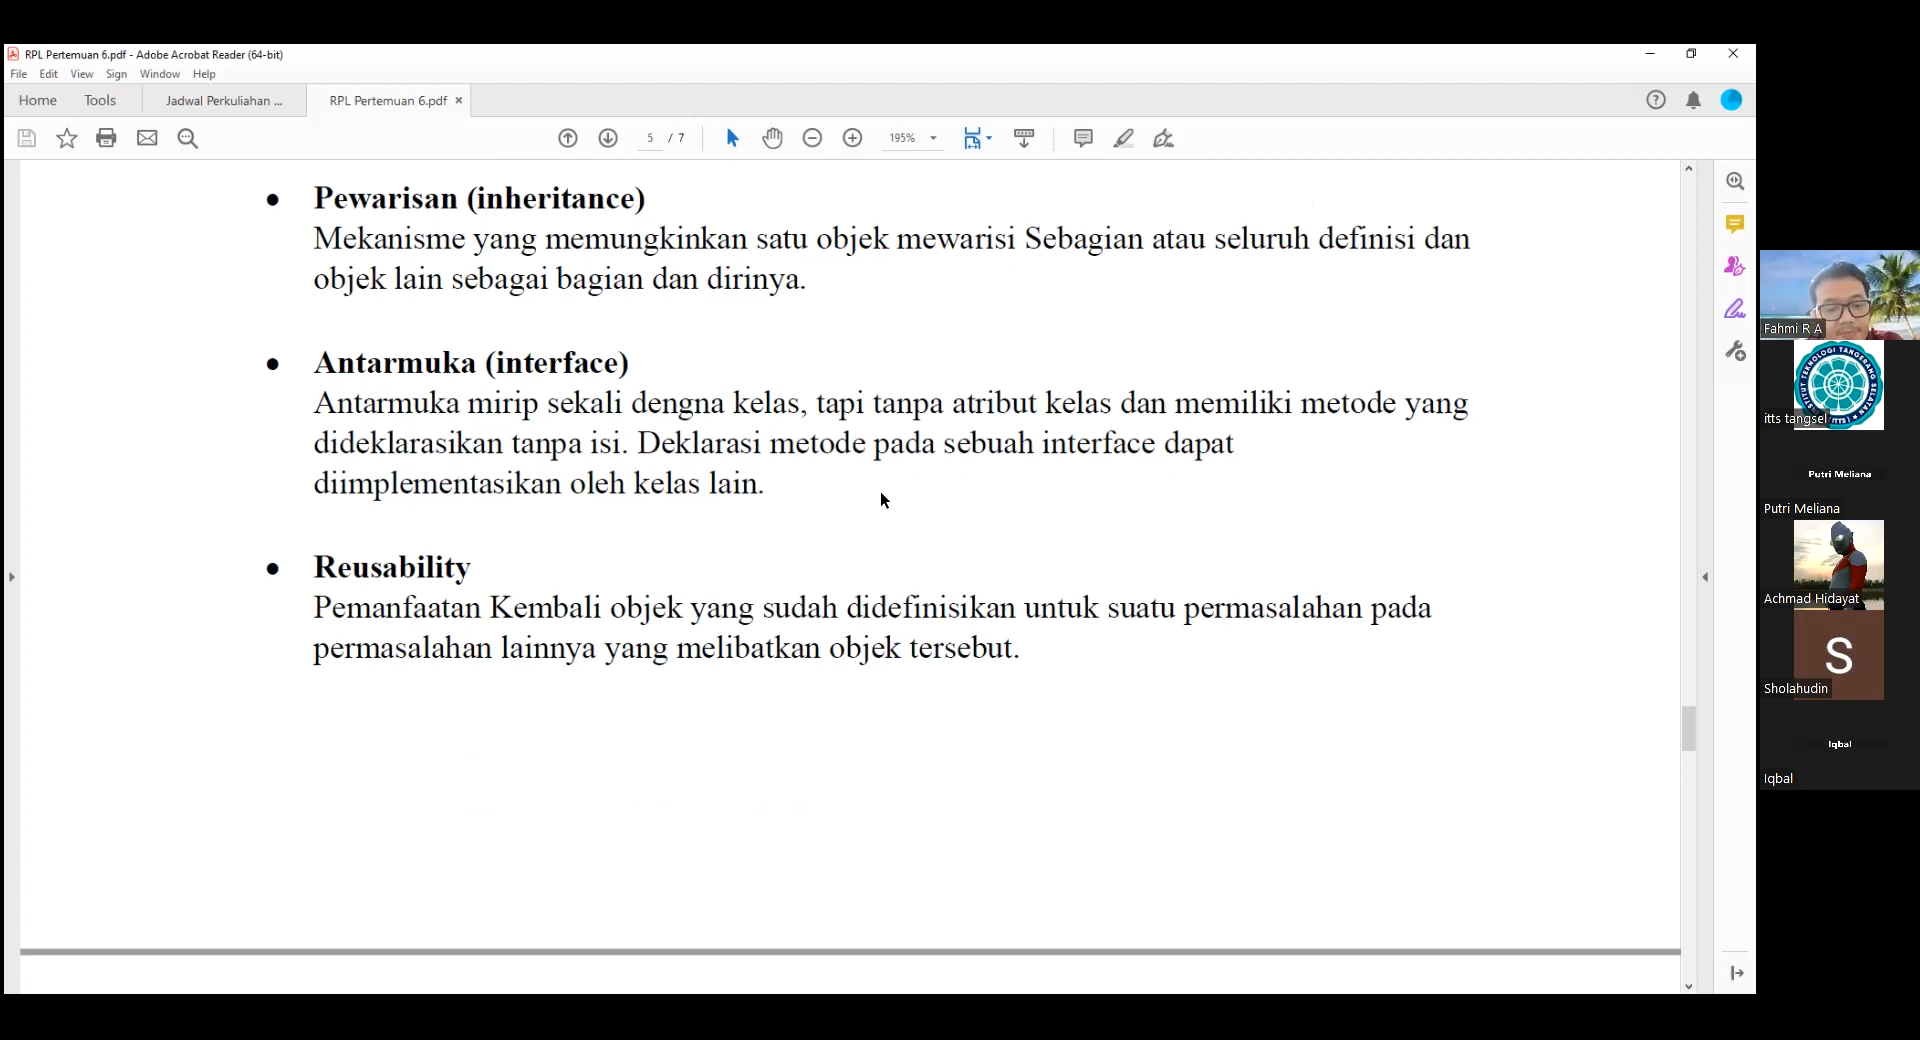 RPL Pertemuan 6.pdf - Adobe Acrobat Reader (64-bit)
File Edit View Sign Window Help
Home Tools Jadwal Perkuliahan ... RPL Pertemuan 6.pdf ×
5 / 7 195%
• Pewarisan (inheritance)
Mekanisme yang memungkinkan satu objek mewarisi Sebagian atau seluruh definisi dan
objek lain sebagai bagian dan dirinya.
• Antarmuka (interface)
Antarmuka mirip sekali dengna kelas, tapi tanpa atribut kelas dan memiliki metode yang
dideklarasikan tanpa isi. Deklarasi metode pada sebuah interface dapat
diimplementasikan oleh kelas lain.
• Reusability
Pemanfaatan Kembali objek yang sudah didefinisikan untuk suatu permasalahan pada
permasalahan lainnya yang melibatkan objek tersebut.
Fahmi R A
INSTITUT TEKNOLOGI TANGERANG SELATAN
itts tangsel
Putri Meliana
Putri Meliana
Achmad Hidayat
S
Sholahudin
Iqbal
Iqbal